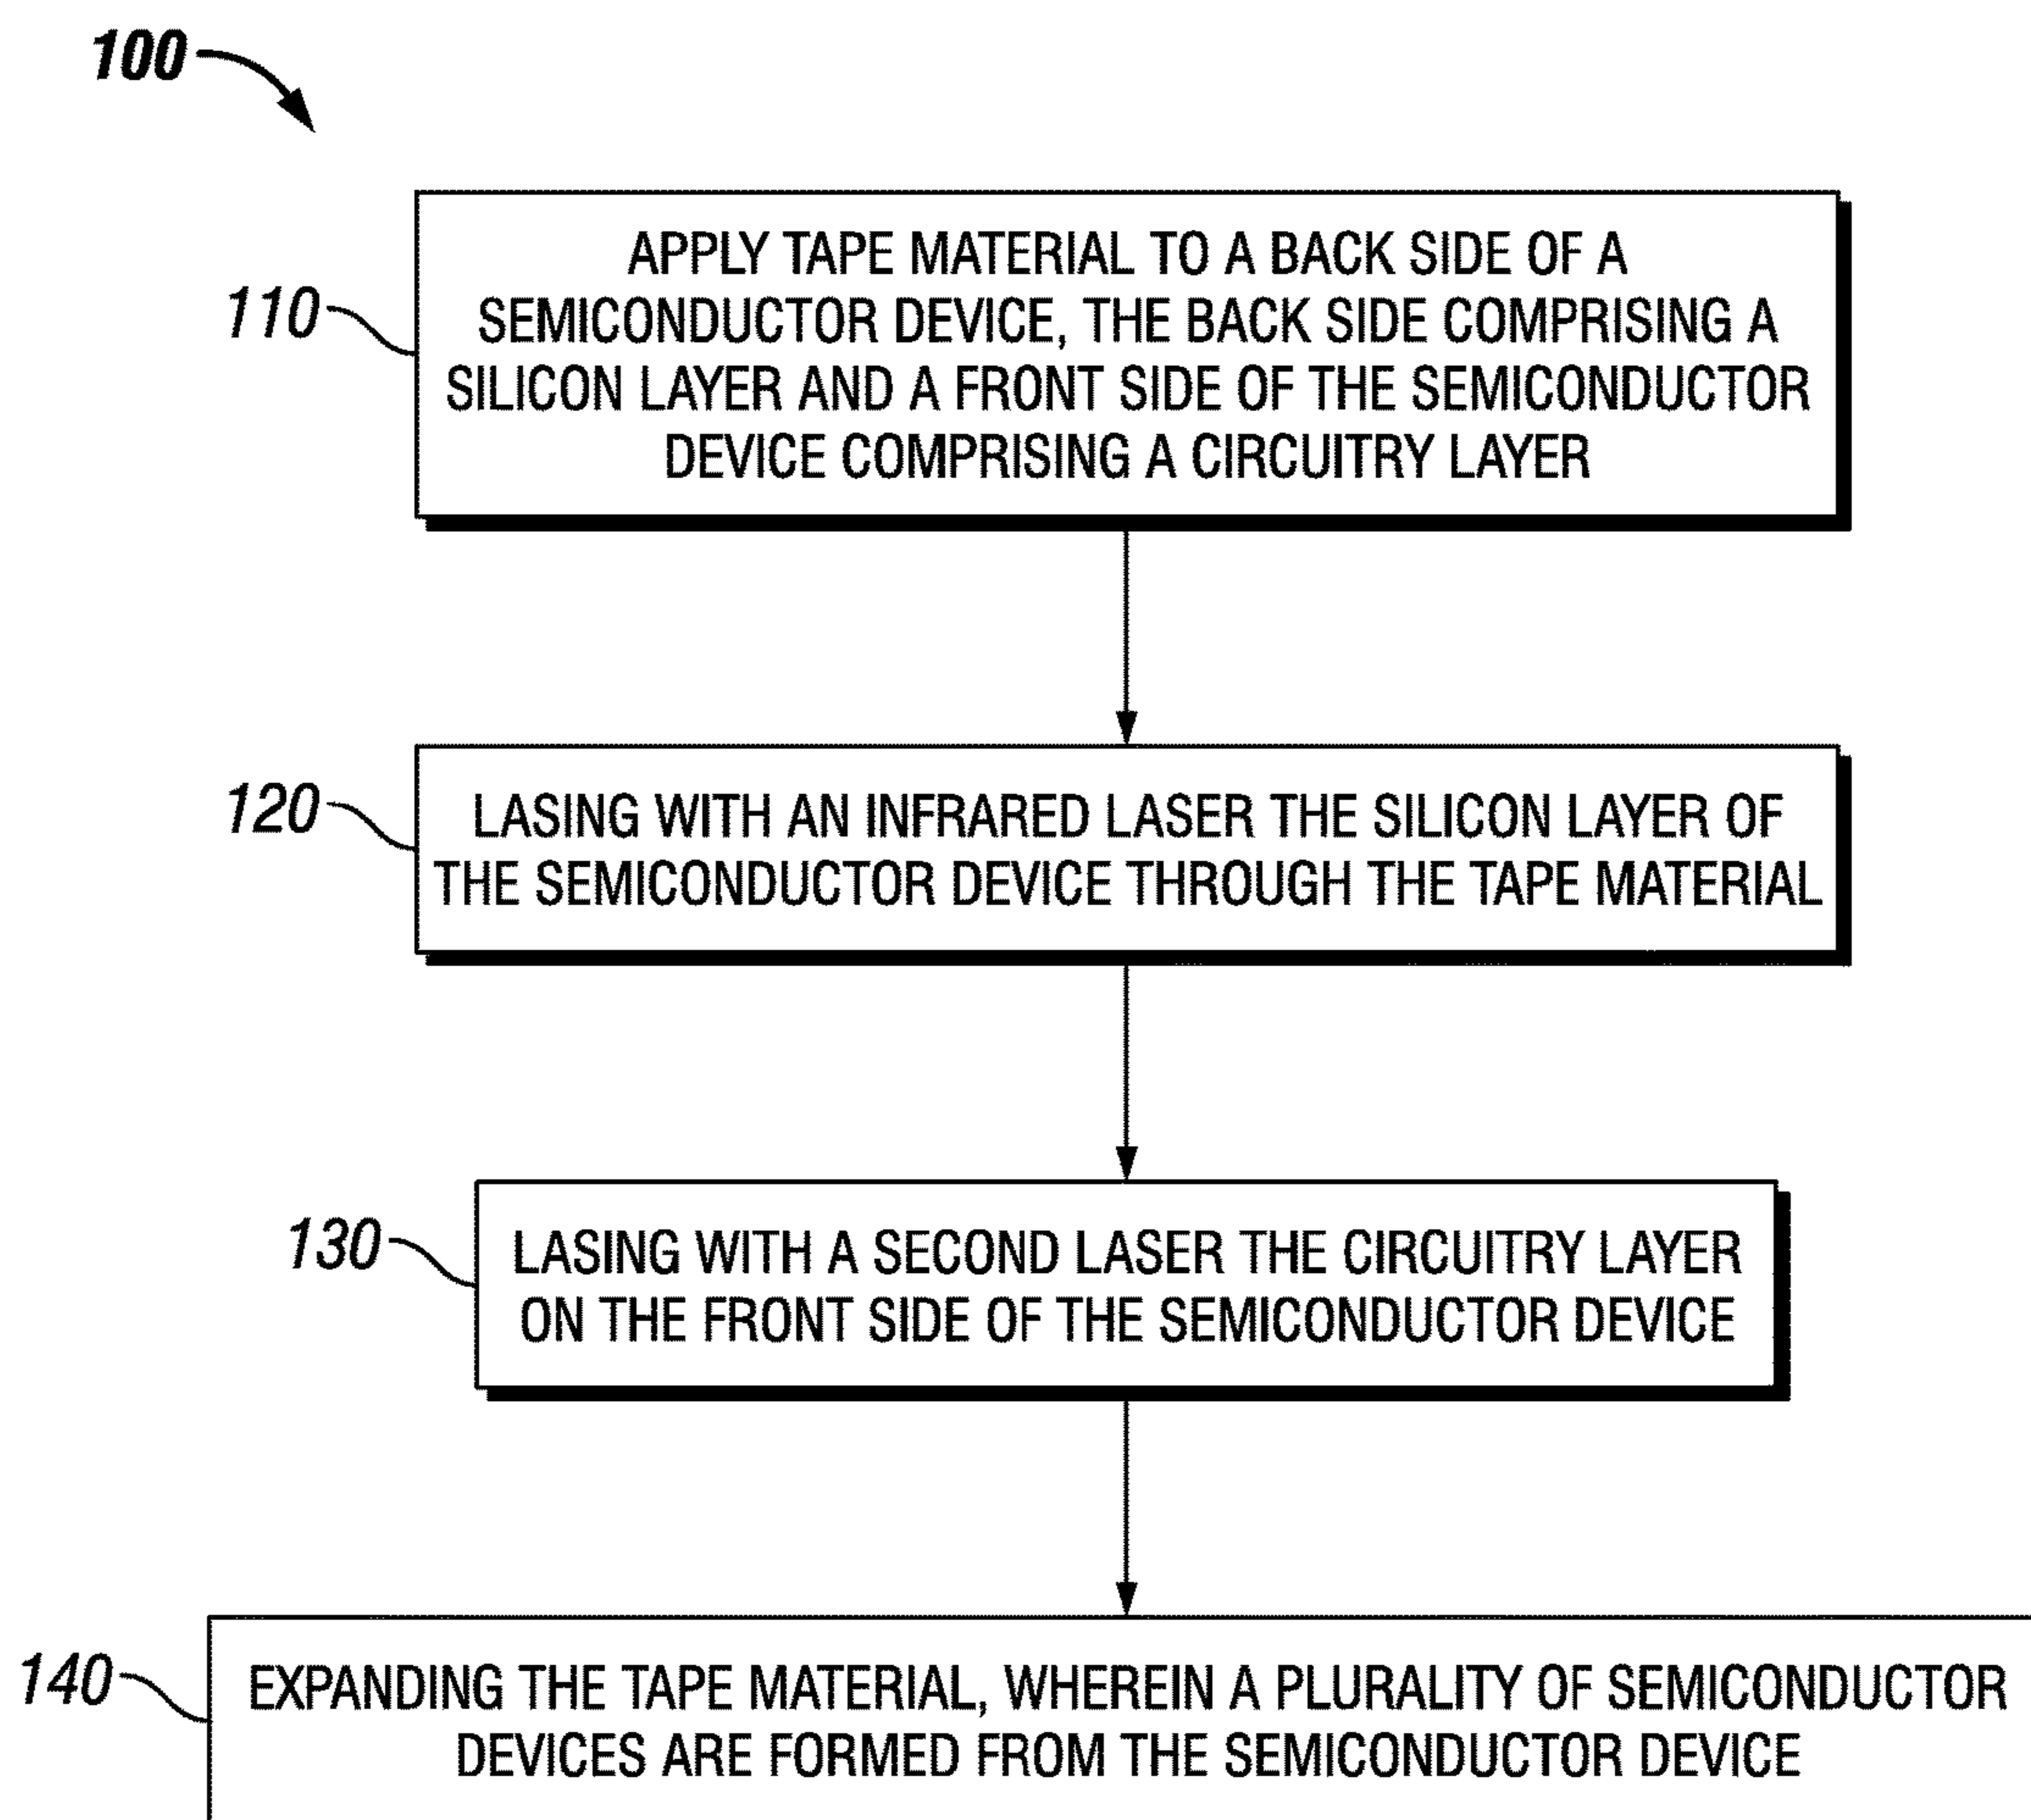 100
110
APPLY TAPE MATERIAL TO A BACK SIDE OF A
SEMICONDUCTOR DEVICE, THE BACK SIDE COMPRISING A
SILICON LAYER AND A FRONT SIDE OF THE SEMICONDUCTOR
DEVICE COMPRISING A CIRCUITRY LAYER
120
LASING WITH AN INFRARED LASER THE SILICON LAYER OF
THE SEMICONDUCTOR DEVICE THROUGH THE TAPE MATERIAL
130
LASING WITH A SECOND LASER THE CIRCUITRY LAYER
ON THE FRONT SIDE OF THE SEMICONDUCTOR DEVICE
140
EXPANDING THE TAPE MATERIAL, WHEREIN A PLURALITY OF SEMICONDUCTOR
DEVICES ARE FORMED FROM THE SEMICONDUCTOR DEVICE